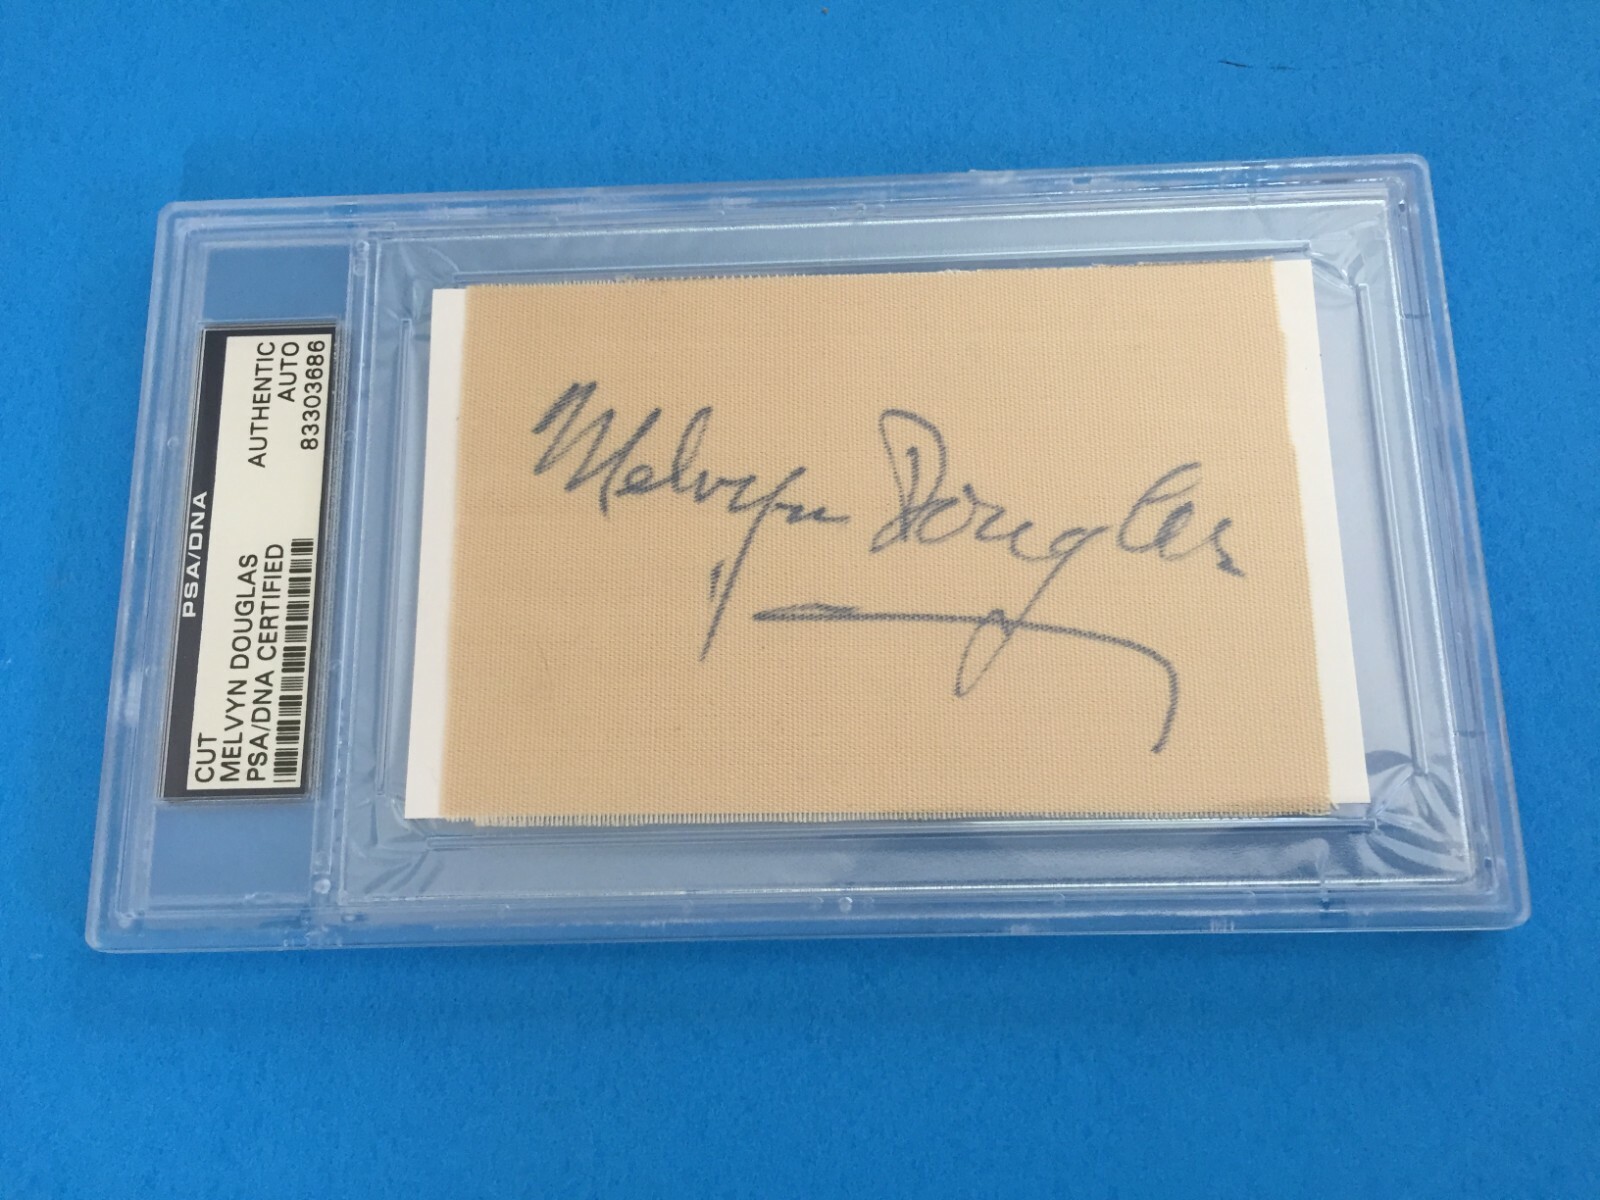 PSA/DNA
CUT
MELVYN DOUGLAS
PSA/DNA CERTIFIED
AUTHENTIC
AUTO
83303686
Melvyn Douglas